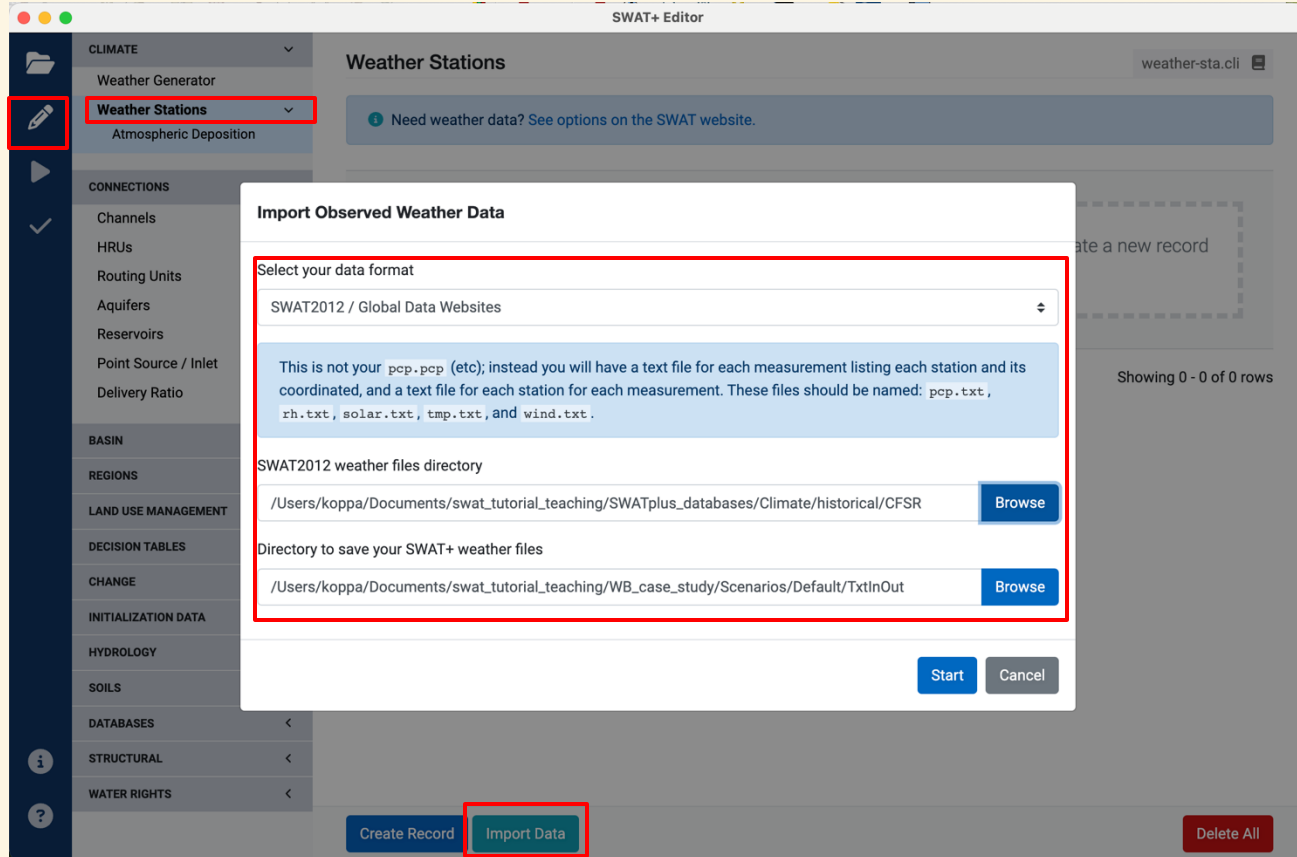 SWAT+ Editor
CLIMATE
Weather Generator
Weather Stations
Atmospheric Deposition
CONNECTIONS
Channels
HRUs
Routing Units
Aquifers
Reservoirs
Point Source / Inlet
Delivery Ratio
BASIN
REGIONS
LAND USE MANAGEMENT
DECISION TABLES
CHANGE
INITIALIZATION DATA
HYDROLOGY
SOILS
DATABASES
STRUCTURAL
WATER RIGHTS
Weather Stations
weather-sta.cli
Need weather data? See options on the SWAT website.
ate a new record
Showing 0 - 0 of 0 rows
Import Observed Weather Data
Select your data format
SWAT2012 / Global Data Websites
This is not your pcp.pcp (etc); instead you will have a text file for each measurement listing each station and its
coordinated, and a text file for each station for each measurement. These files should be named: pcp.txt,
rh.txt, solar.txt, tmp.txt, and wind.txt.
SWAT2012 weather files directory
/Users/koppa/Documents/swat_tutorial_teaching/SWATplus_databases/Climate/historical/CFSR
Browse
Directory to save your SWAT+ weather files
/Users/koppa/Documents/swat_tutorial_teaching/WB_case_study/Scenarios/Default/TxtInOut
Browse
Start
Cancel
Create Record
Import Data
Delete All